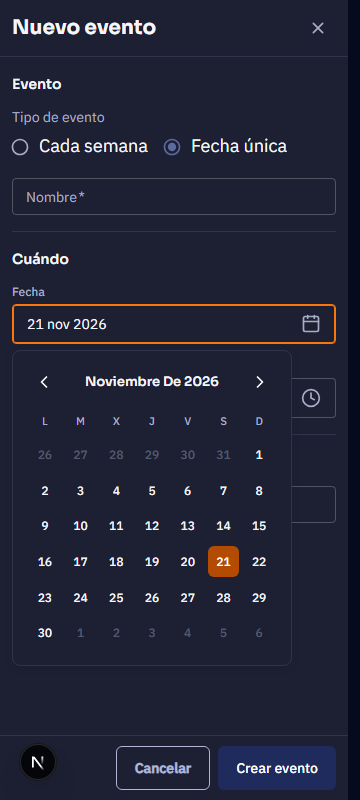 Nuevo evento
Evento
Tipo de evento
Cada semana Fecha única
Nombre*
Cuándo
Fecha
21 nov 2026
Noviembre De 2026
L M X J V S D
26 27 28 29 30 31 1
2 3 4 5 6 7 8
9 10 11 12 13 14 15
16 17 18 19 20 21 22
23 24 25 26 27 28 29
30 1 2 3 4 5 6
N
Cancelar Crear evento